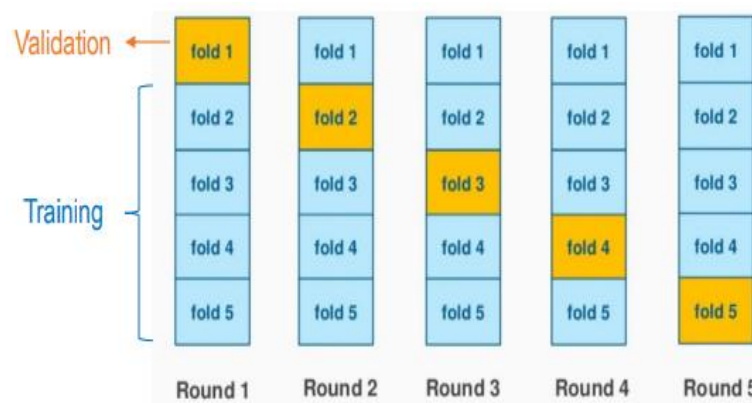 Validation
fold 1 fold 1 fold 1 fold 1 fold 1
fold 2 fold 2 fold 2 fold 2 fold 2
fold 3 fold 3 fold 3 fold 3 fold 3
Training
fold 4 fold 4 fold 4 fold 4 fold 4
fold 5 fold 5 fold 5 fold 5 fold 5
Round 1 Round 2 Round 3 Round 4 Round 5